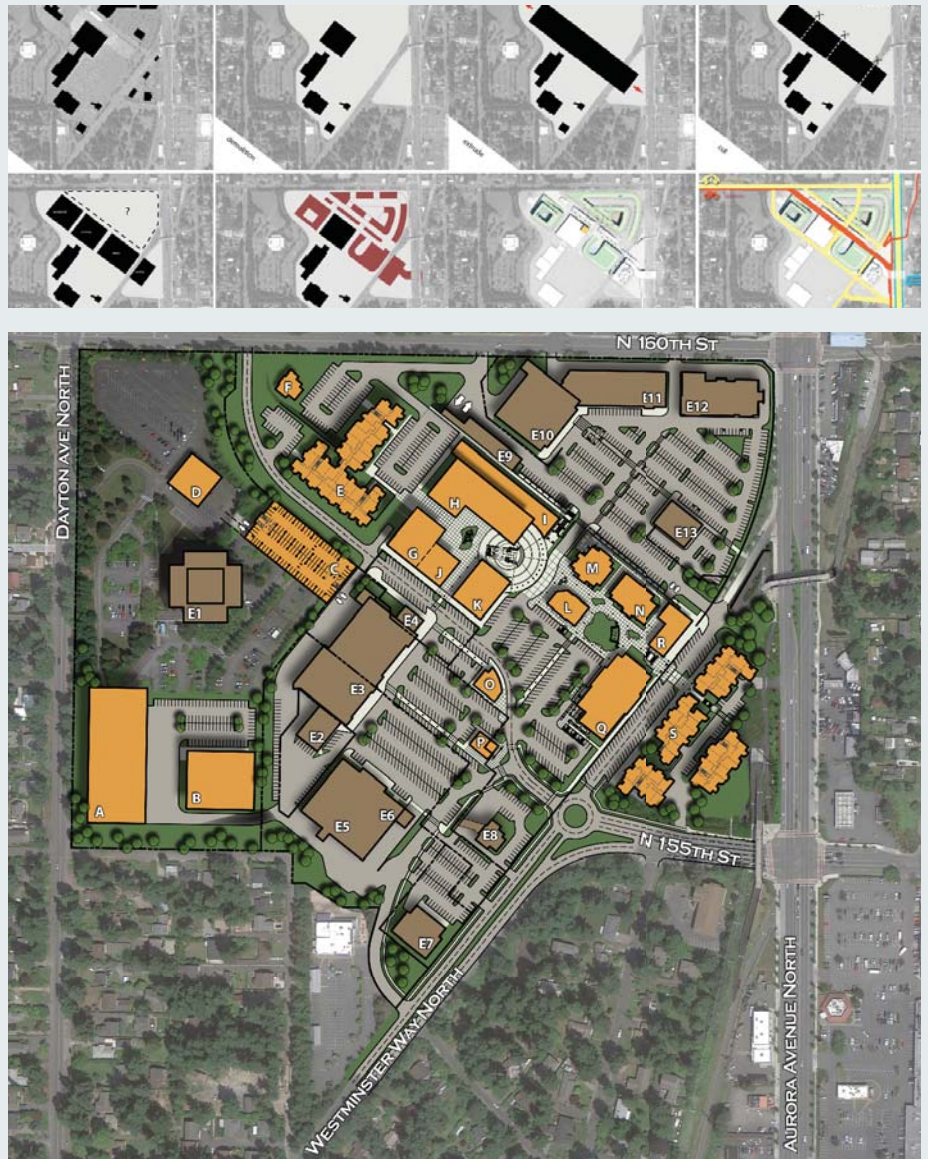 demolition
extrude
cut
?
N 160TH ST
DAYTON AVE NORTH
F
E11
E12
E10
E9
E
D
H
I
E13
C
G
J
M
E1
K
L
N
E4
R
E3
O
E2
Q
S
P
A
B
E5
E6
E8
N 155TH ST
E7
WESTMINSTER WAY NORTH
AURORA AVENUE NORTH